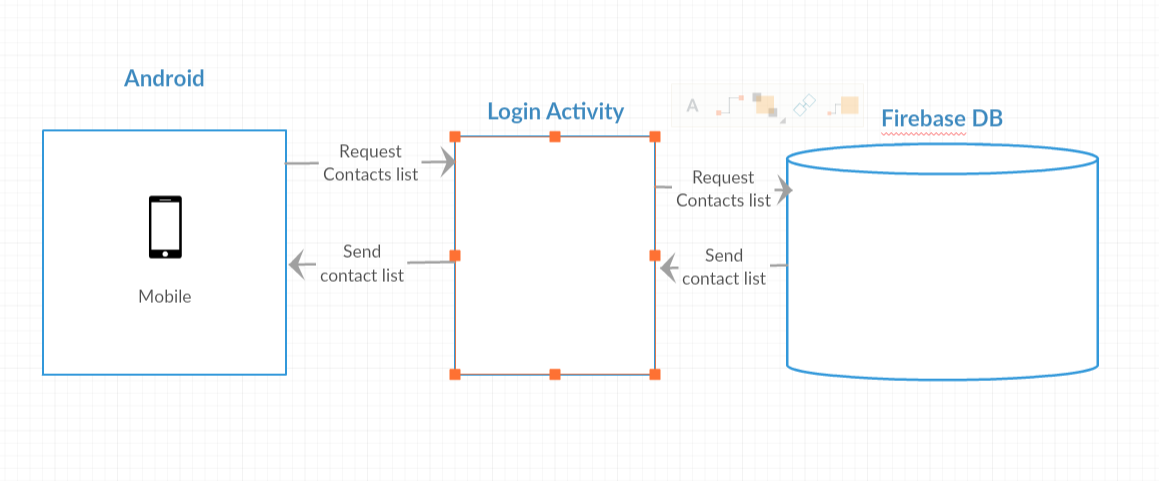 Android
Login Activity
A
Firebase DB
Request
Contacts list
Request
Contacts list
Send
contact list
Send
contact list
Mobile